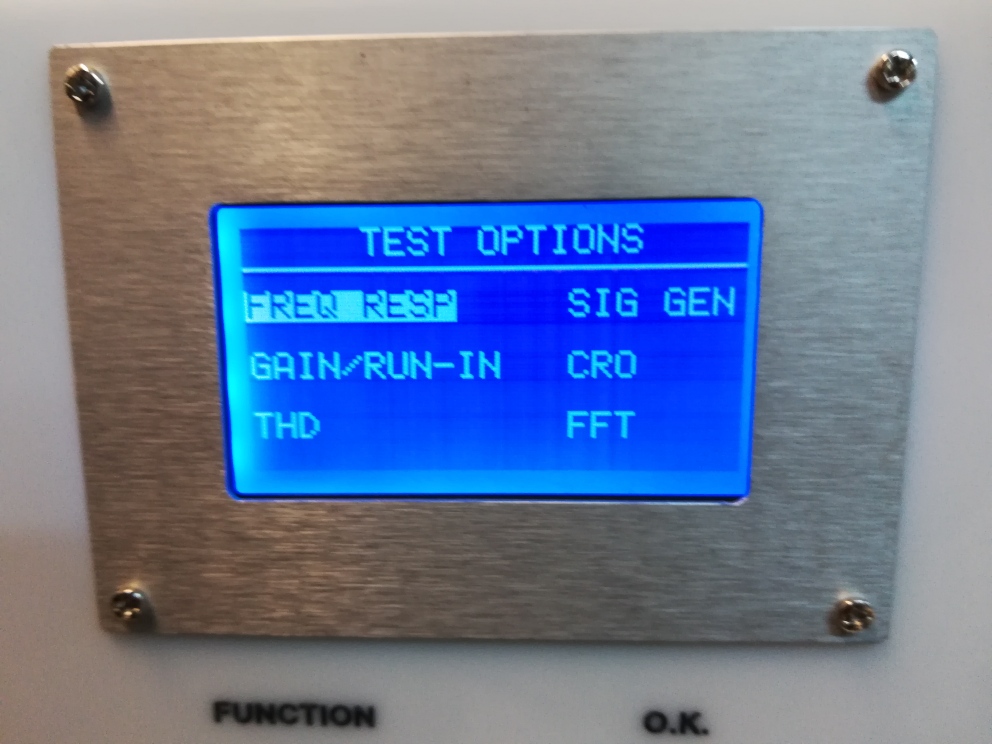 TEST OPTIONS
FREQ RESP SIG GEN
GAIN/RUN-IN CRO
THD FFT
FUNCTION O.K.